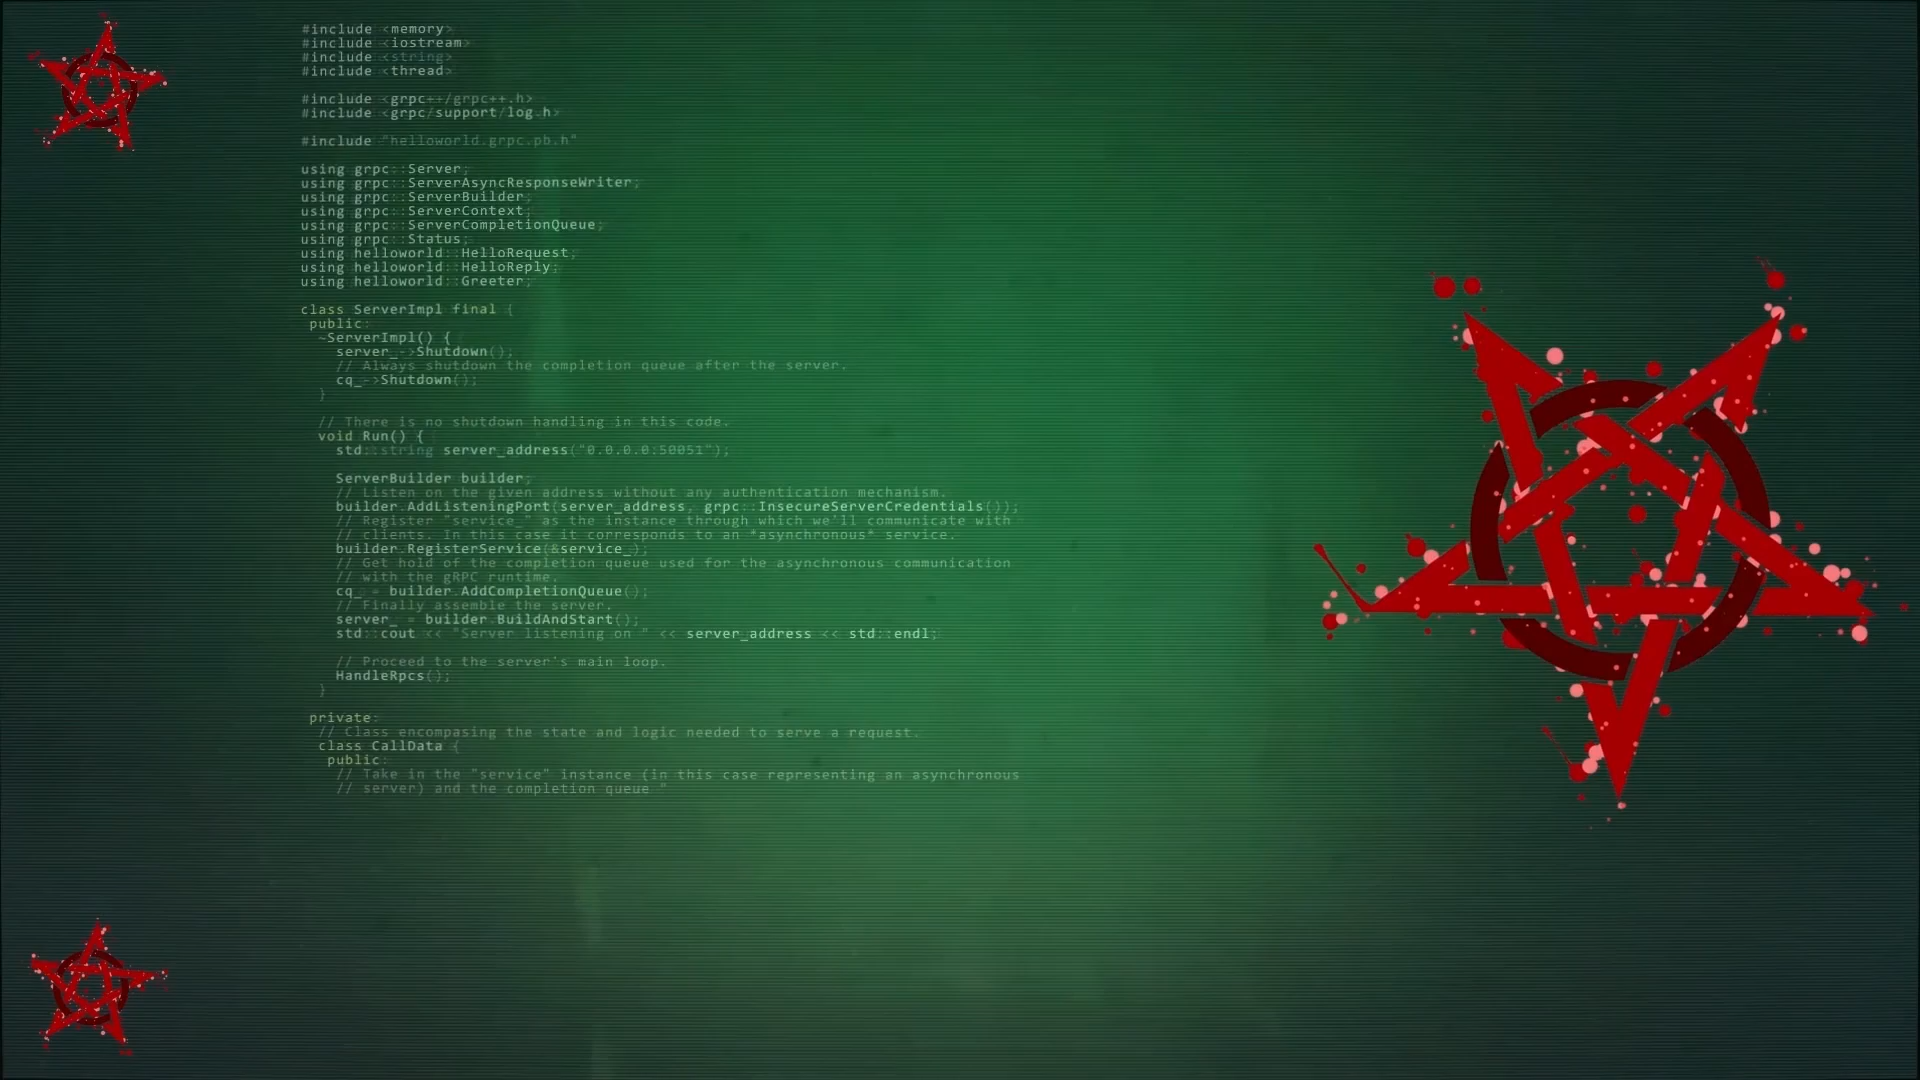 #include <memory>
#include <iostream>
#include <string>
#include <thread>
#include <grpc++/grpc++.h>
#include <grpc/support/log.h>
#include "helloworld.grpc.pb.h"
using grpc::Server;
using grpc::ServerAsyncResponseWriter;
using grpc::ServerBuilder;
using grpc::ServerContext;
using grpc::ServerCompletionQueue;
using grpc::Status;
using helloworld::HelloRequest;
using helloworld::HelloReply;
using helloworld::Greeter;
class ServerImpl final {
public:
~ServerImpl() {
server_->Shutdown();
// Always shutdown the completion queue after the server.
cq_->Shutdown();
}
// There is no shutdown handling in this code.
void Run() {
std::string server_address("0.0.0.0:50051");
ServerBuilder builder;
// Listen on the given address without any authentication mechanism.
builder.AddListeningPort(server_address, grpc::InsecureServerCredentials());
// Register "service_" as the instance through which we'll communicate with
// clients. In this case it corresponds to an *asynchronous* service.
builder.RegisterService(&service_);
// Get hold of the completion queue used for the asynchronous communication
// with the gRPC runtime.
cq_ = builder.AddCompletionQueue();
// Finally assemble the server.
server_ = builder.BuildAndStart();
std::cout << "Server listening on " << server_address << std::endl;
// Proceed to the server's main loop.
HandleRpcs();
}
private:
// Class encompasing the state and logic needed to serve a request.
class CallData {
public:
// Take in the "service" instance (in this case representing an asynchronous
// server) and the completion queue "